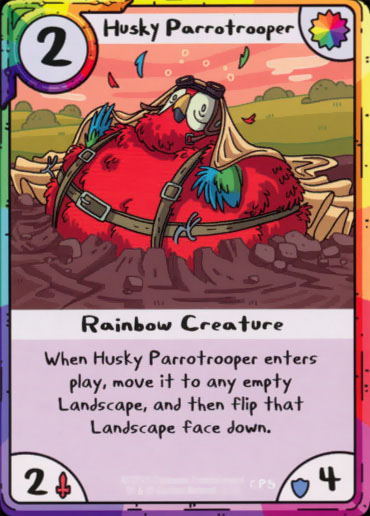 2
Husky Parrotrooper
Rainbow Creature
When Husky Parrotrooper enters
play, move it to any empty
Landscape, and then flip that
Landscape face down.
2
4